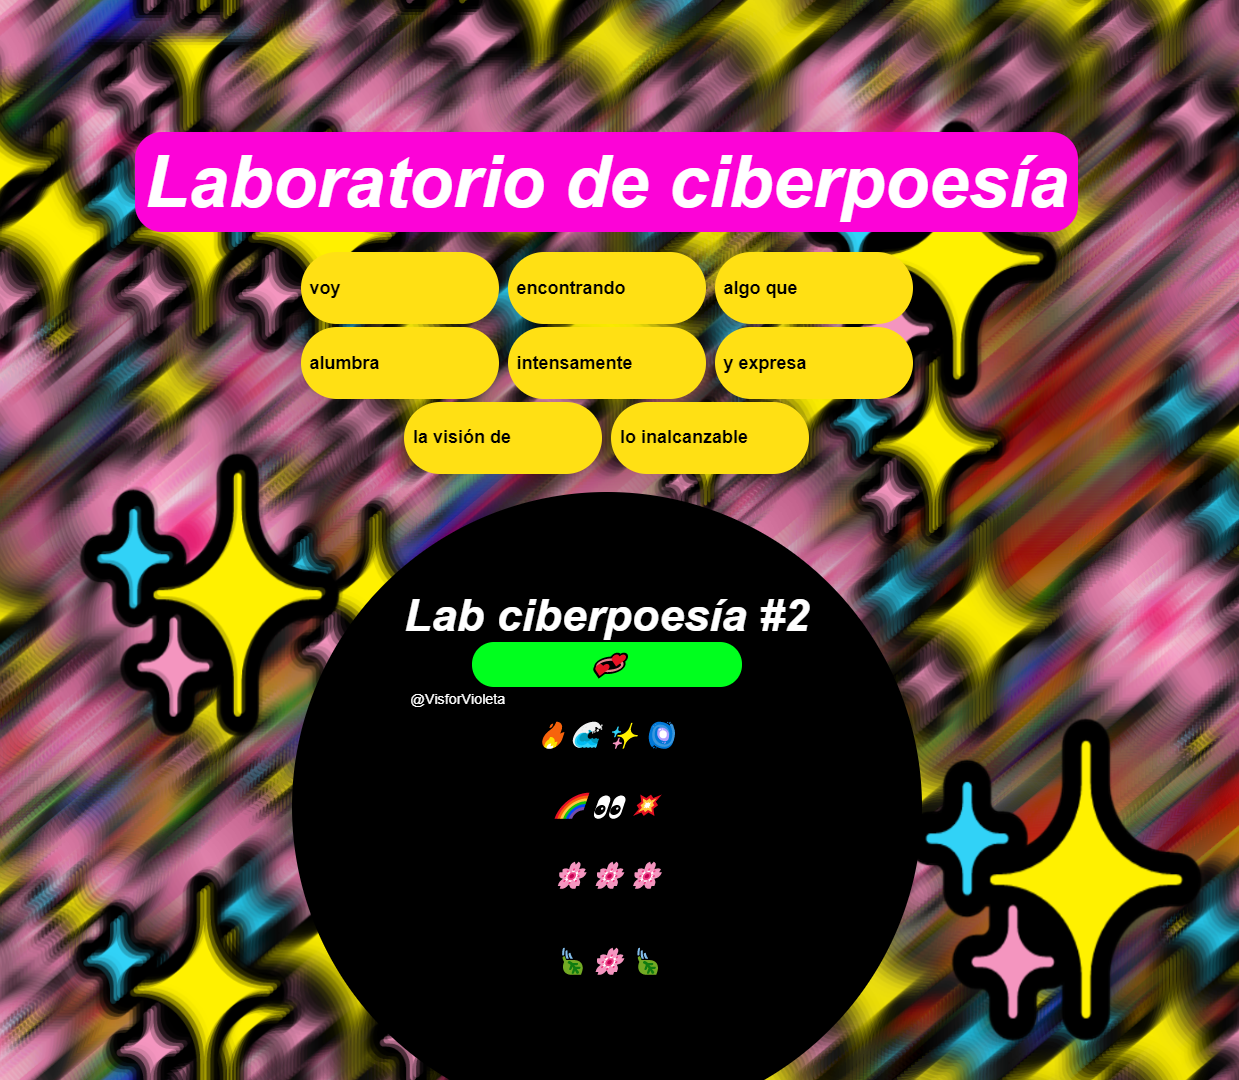 Laboratorio de ciberpoesía
voy encontrando algo que
alumbra intensamente y expresa
la visión de lo inalcanzable
Lab ciberpoesía #2
💞
@VisforVioleta
🔥🌊✨🌀
🌈👀💥
🌸🌸🌸
🍃🌸🍃